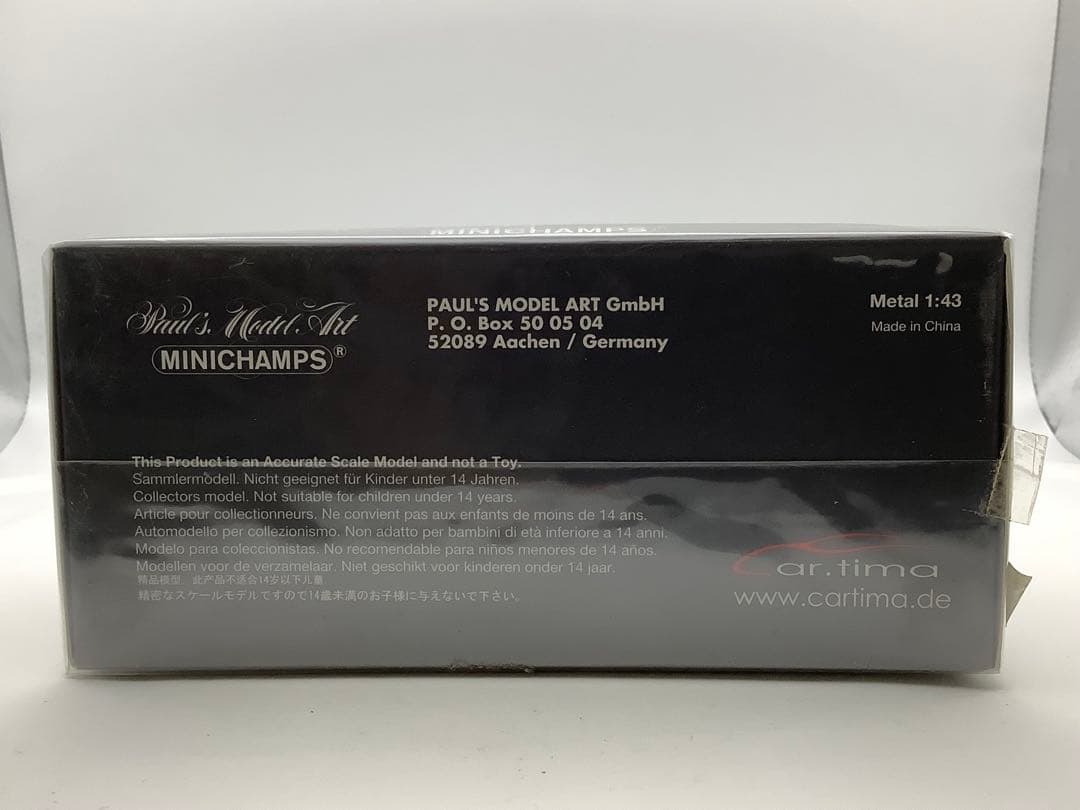 MINICHAMPS
Paul's Model Art
MINICHAMPS®
PAUL'S MODEL ART GmbH
P. O. Box 50 05 04
52089 Aachen / Germany
Metal 1:43
Made in China
This Product is an Accurate Scale Model and not a Toy.
Sammlermodell. Nicht geeignet für Kinder unter 14 Jahren.
Collectors model. Not suitable for children under 14 years.
Article pour collectionneurs. Ne convient pas aux enfants de moins de 14 ans.
Automodello per collezionismo. Non adatto per bambini di età inferiore a 14 anni.
Modelo para coleccionistas. No recomendable para niños menores de 14 años.
Modellen voor de verzamelaar. Niet geschikt voor kinderen onder 14 jaar.
精品模型. 此产品不适合14岁以下儿童
精密なスケールモデルですので14歳未満のお子様に与えないで下さい。
Car.tima
www.cartima.de